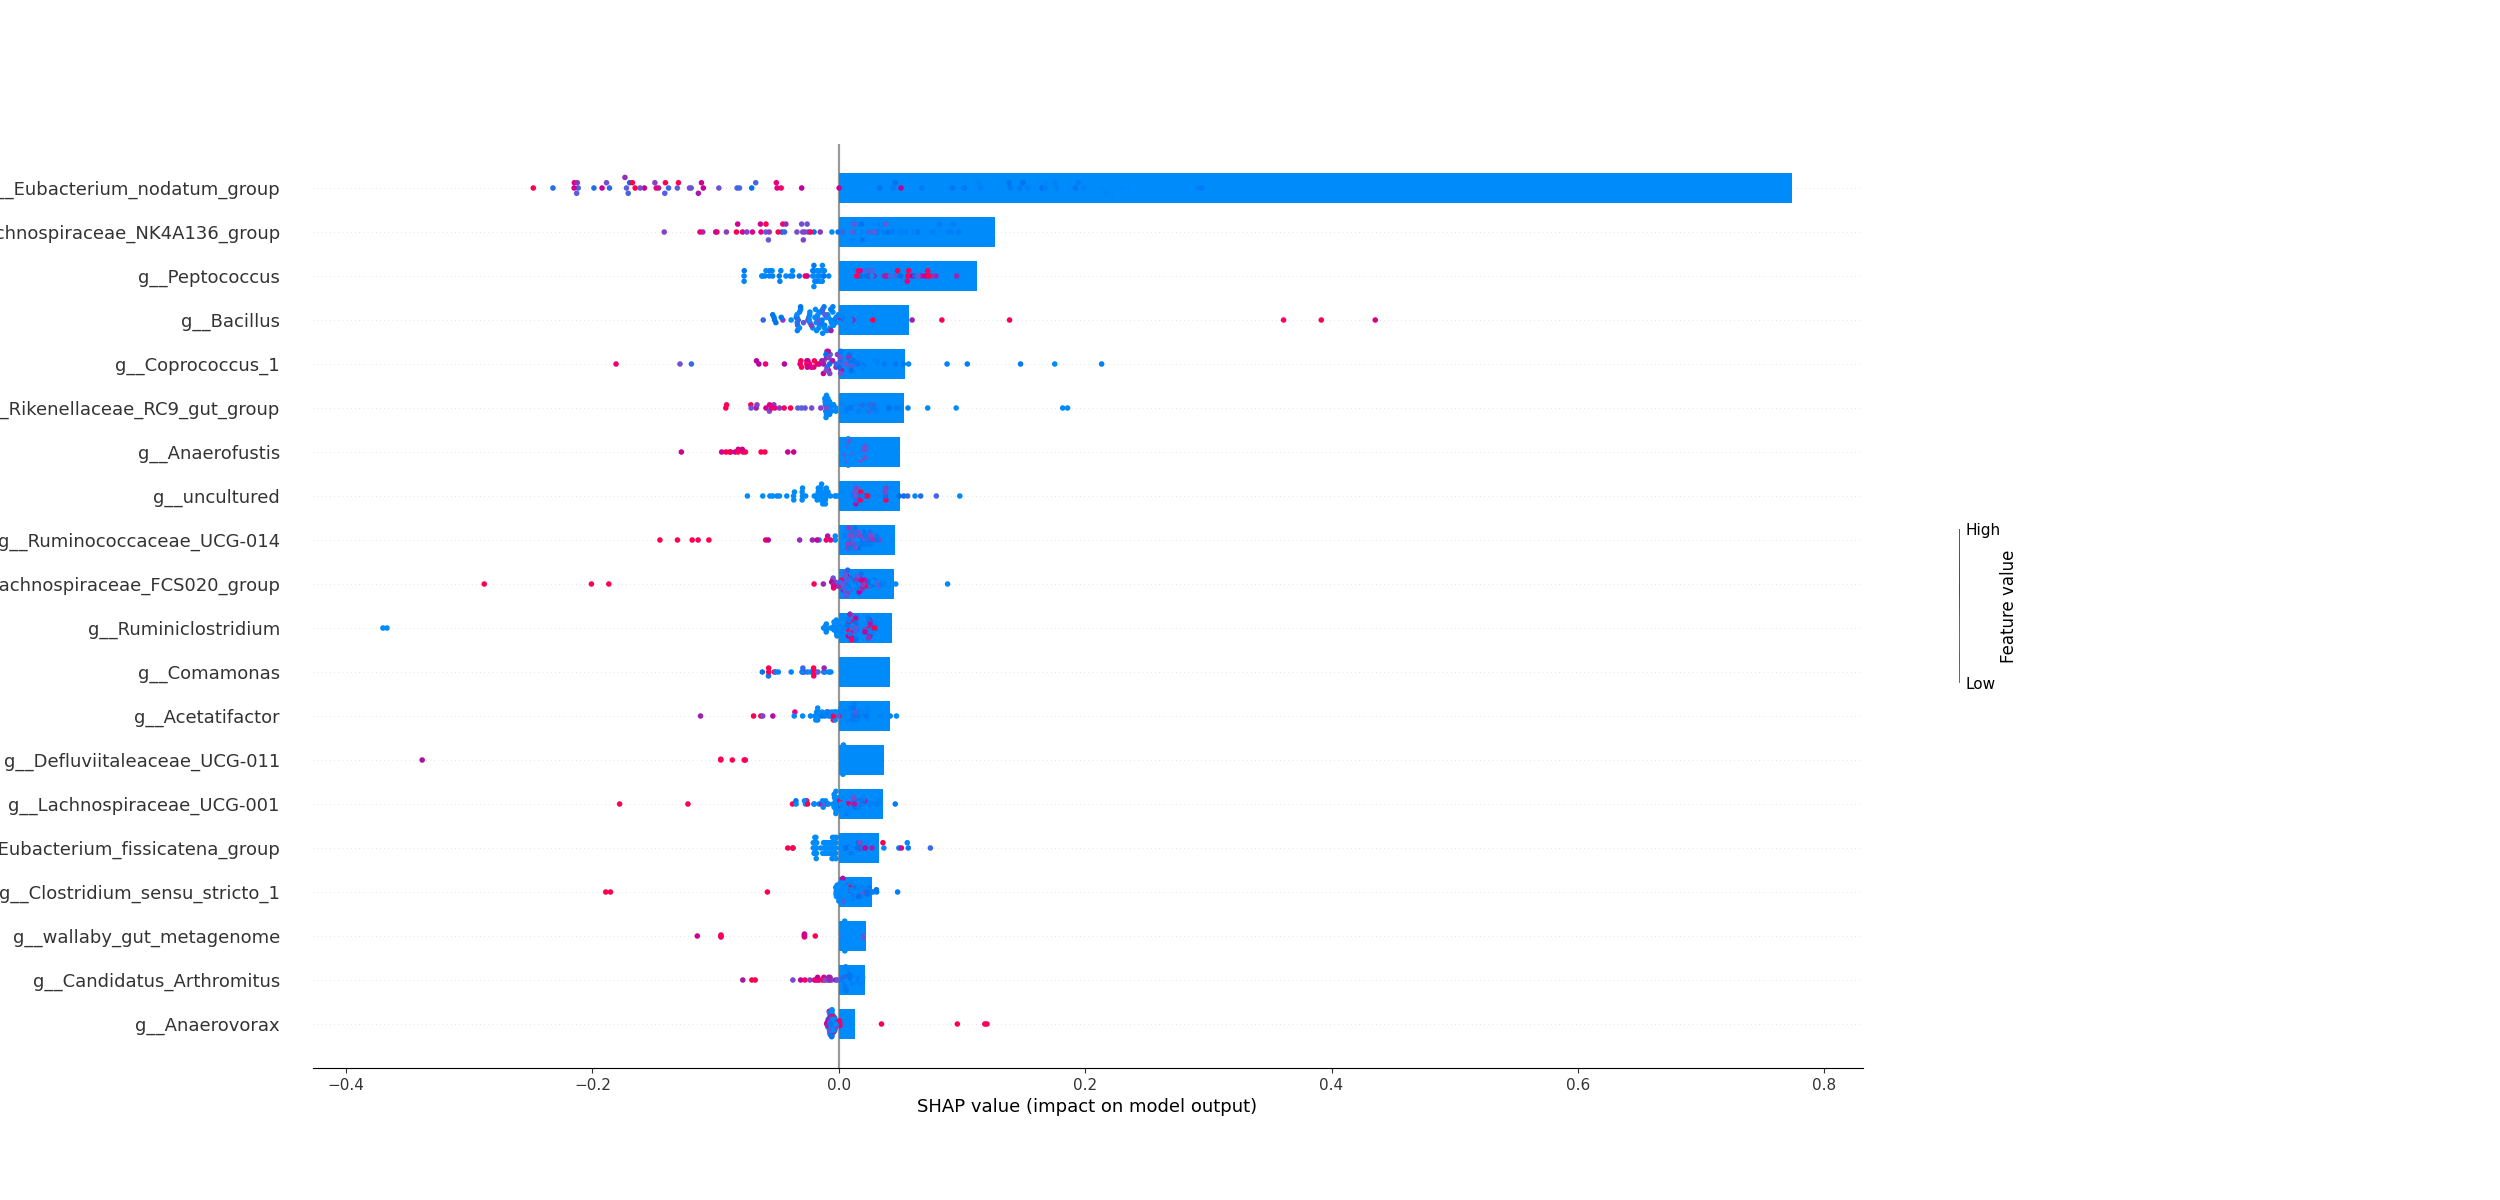 __Eubacterium_nodatum_group
chnospiraceae_NK4A136_group
g__Peptococcus
g__Bacillus
g__Coprococcus_1
_Rikenellaceae_RC9_gut_group
g__Anaerofustis
g__uncultured
g__Ruminococcaceae_UCG-014
achnospiraceae_FCS020_group
g__Ruminiclostridium
g__Comamonas
g__Acetatifactor
g__Defluviitaleaceae_UCG-011
g__Lachnospiraceae_UCG-001
Eubacterium_fissicatena_group
g__Clostridium_sensu_stricto_1
g__wallaby_gut_metagenome
g__Candidatus_Arthromitus
g__Anaerovorax
−0.4 −0.2 0.0 0.2 0.4 0.6 0.8
SHAP value (impact on model output)
High
Feature value
Low